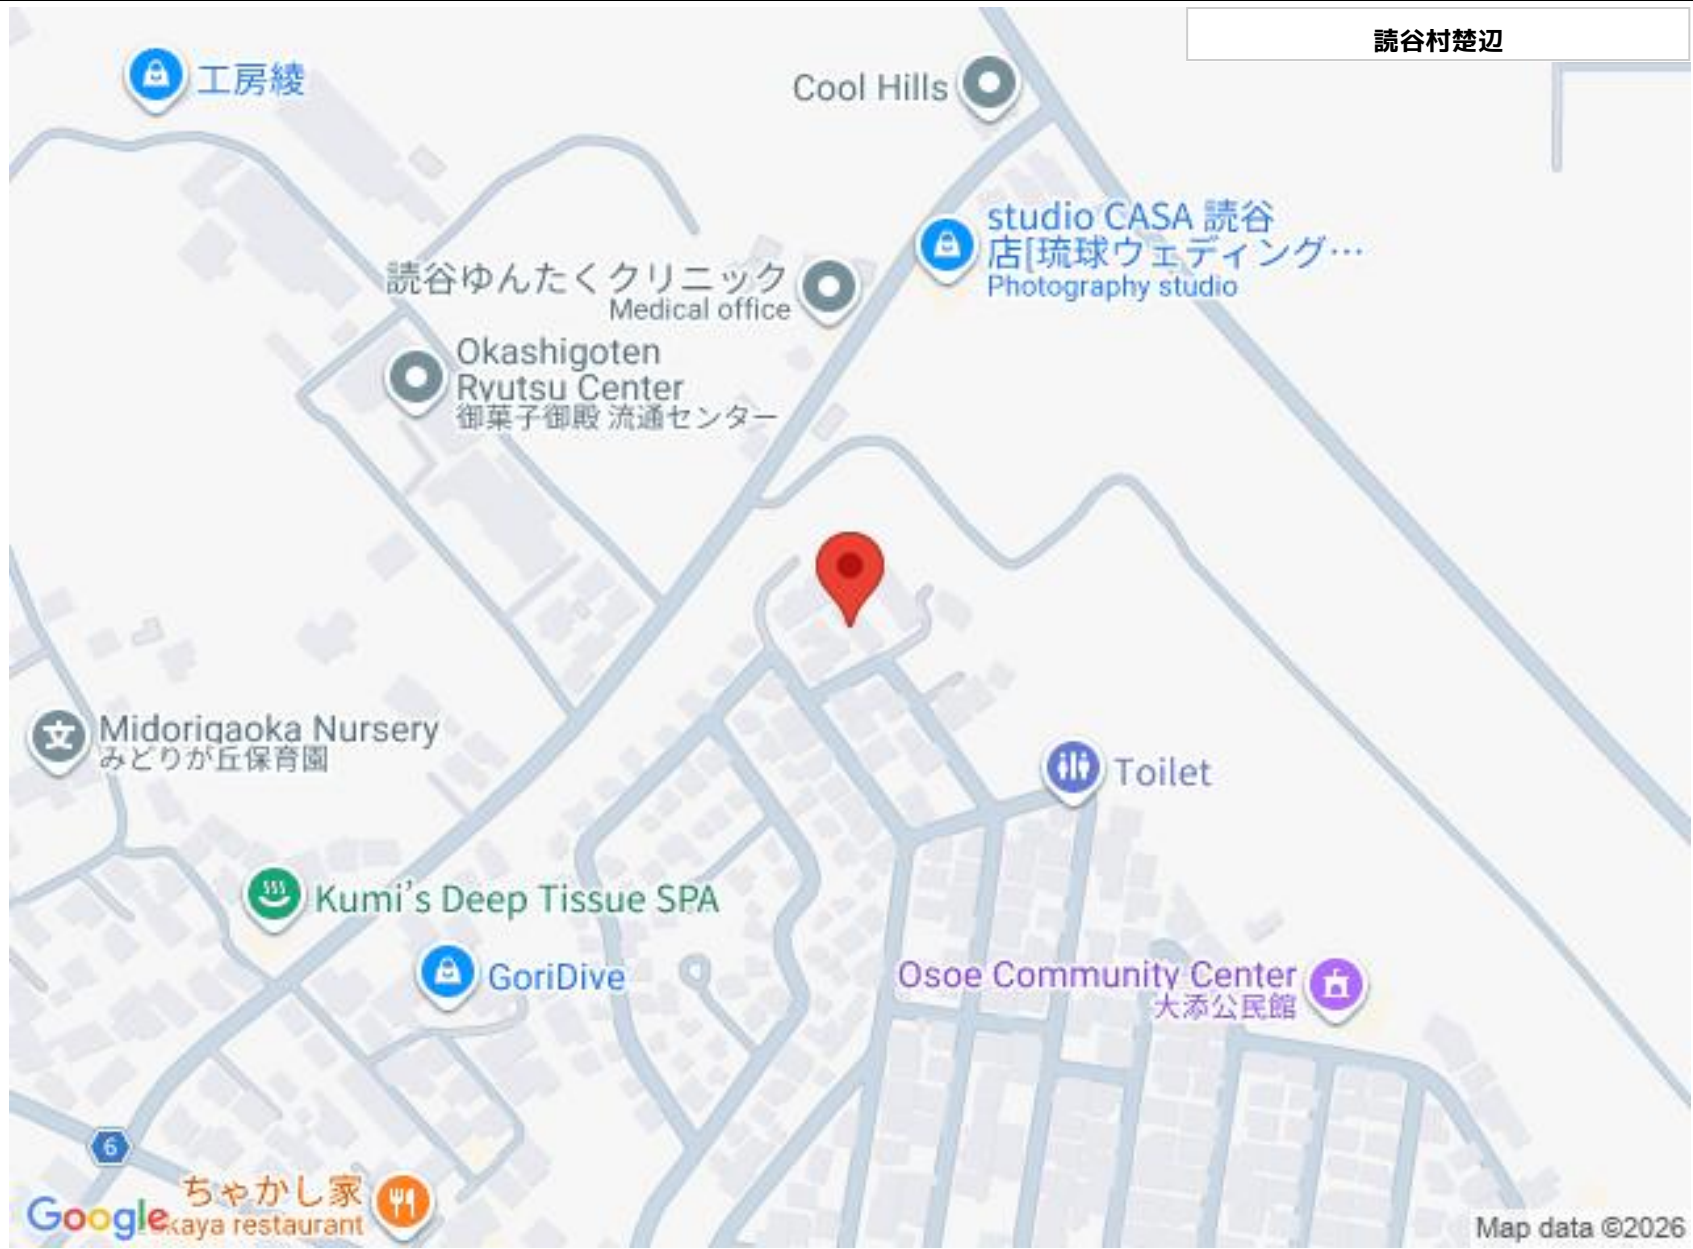 読谷村楚辺
工房綾
Cool Hills
studio CASA 読谷
店[琉球ウェディング…
Photography studio
読谷ゆんたくクリニック
Medical office
Okashigoten
Ryutsu Center
御菓子御殿 流通センター
Midorigaoka Nursery
みどりが丘保育園
文
Toilet
Kumi's Deep Tissue SPA
GoriDive
Osoe Community Center
大添公民館
6
ちゃかし家
kaya restaurant
Google
Map data ©2026